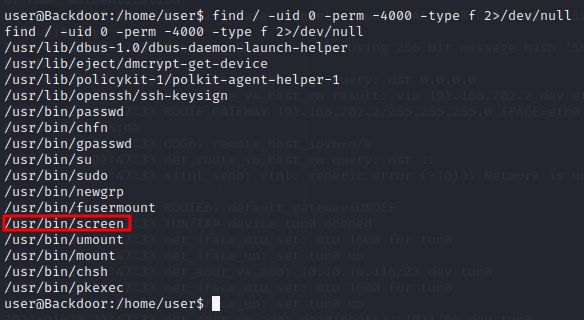 user@Backdoor:/home/user$ find / -uid 0 -perm -4000 -type f 2>/dev/null
find / -uid 0 -perm -4000 -type f 2>/dev/null
/usr/lib/dbus-1.0/dbus-daemon-launch-helper
/usr/lib/eject/dmcrypt-get-device
/usr/lib/policykit-1/polkit-agent-helper-1
/usr/lib/openssh/ssh-keysign
/usr/bin/passwd
/usr/bin/chfn
/usr/bin/gpasswd
/usr/bin/su
/usr/bin/sudo
/usr/bin/newgrp
/usr/bin/fusermount
/usr/bin/screen
/usr/bin/umount
/usr/bin/mount
/usr/bin/chsh
/usr/bin/pkexec
user@Backdoor:/home/user$